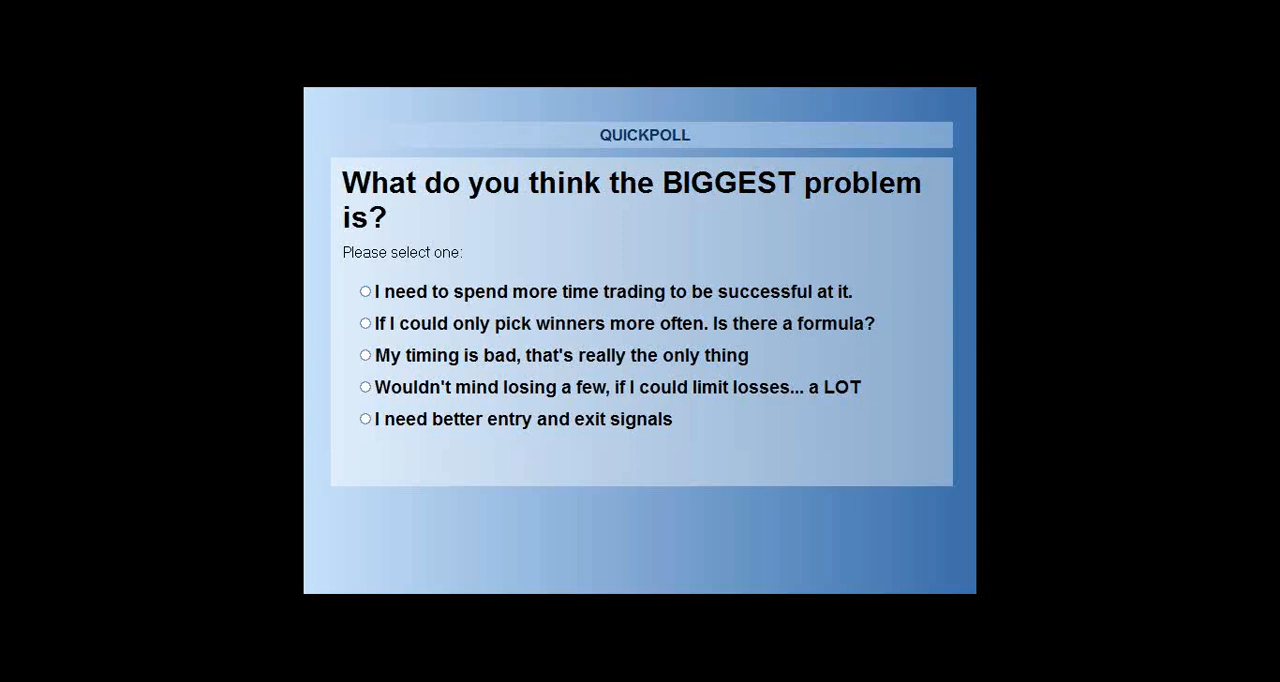 QUICKPOLL
What do you think the BIGGEST problem
is?
Please select one:
I need to spend more time trading to be successful at it.
If I could only pick winners more often. Is there a formula?
My timing is bad, that's really the only thing
Wouldn't mind losing a few, if I could limit losses... a LOT
I need better entry and exit signals